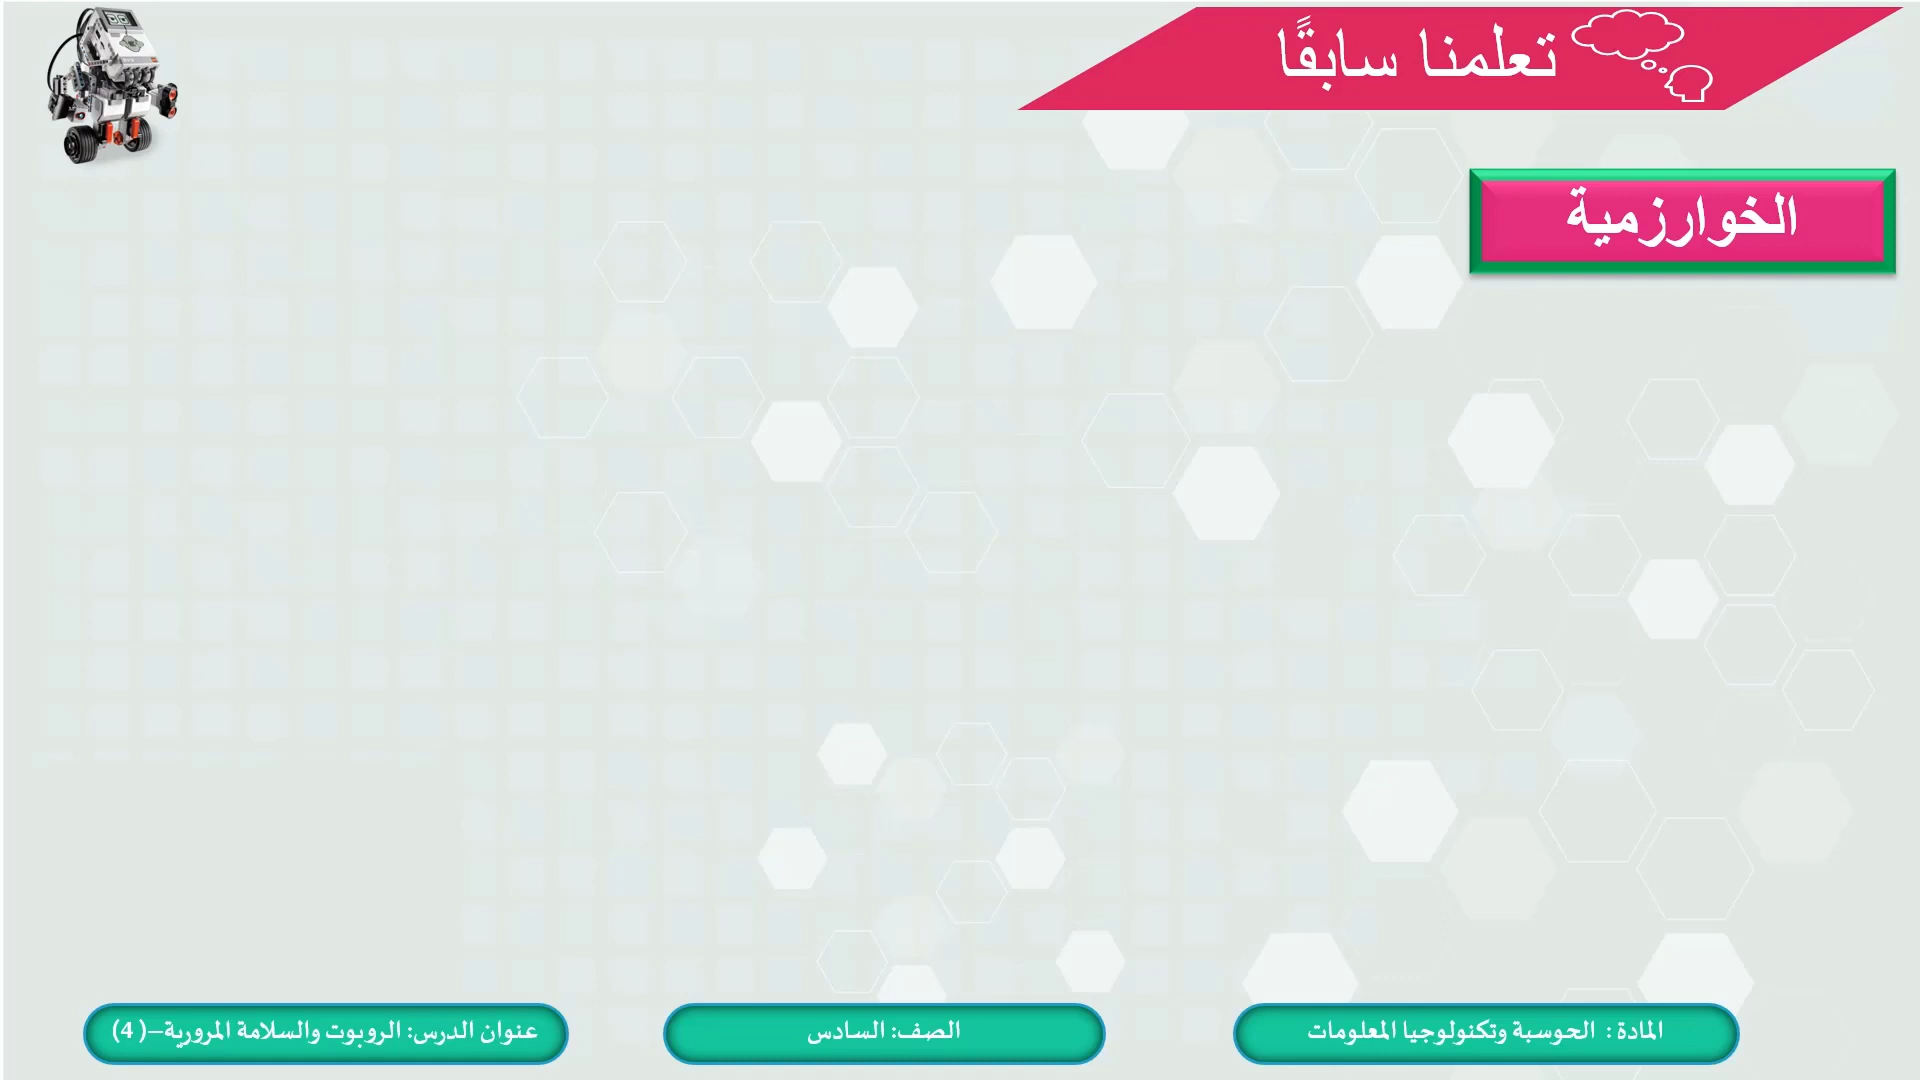 تعلمنا سابقًا
الخوارزمية
المادة : الحوسبة وتكنولوجيا المعلومات
الصف: السادس
عنوان الدرس: الروبوت والسلامة المرورية–( 4)